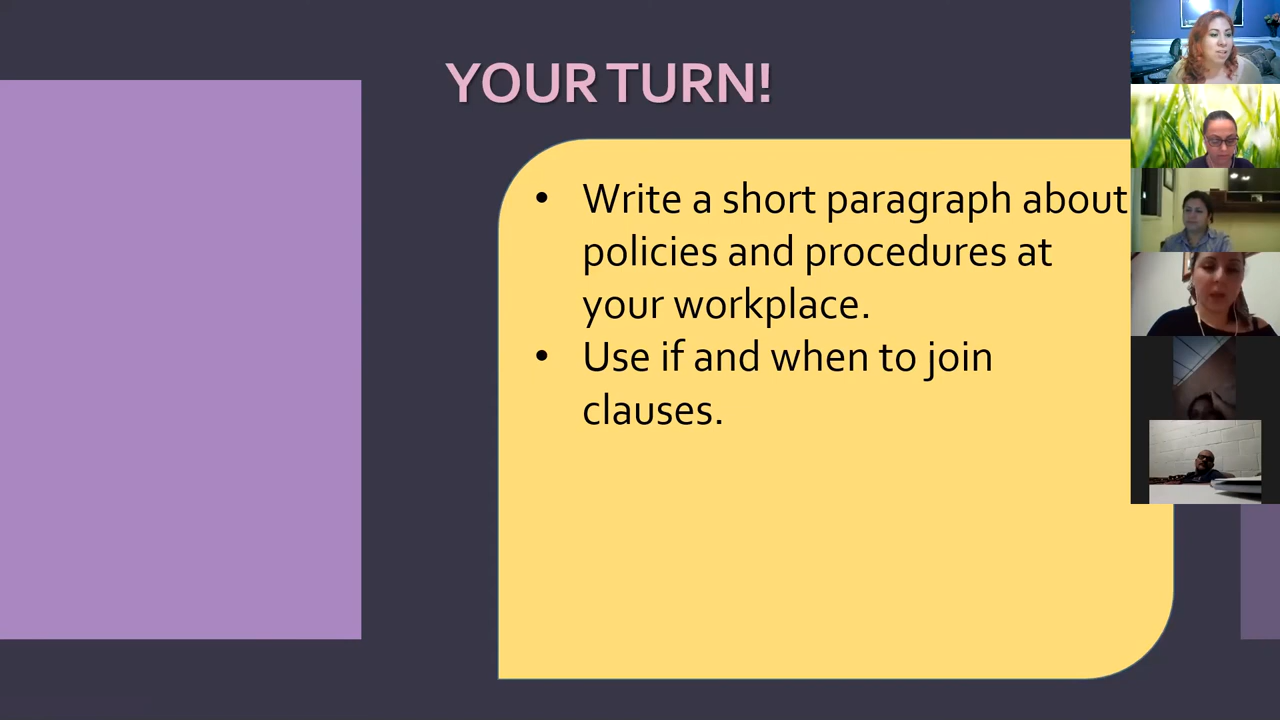 YOUR TURN!
• Write a short paragraph about
policies and procedures at
your workplace.
• Use if and when to join
clauses.